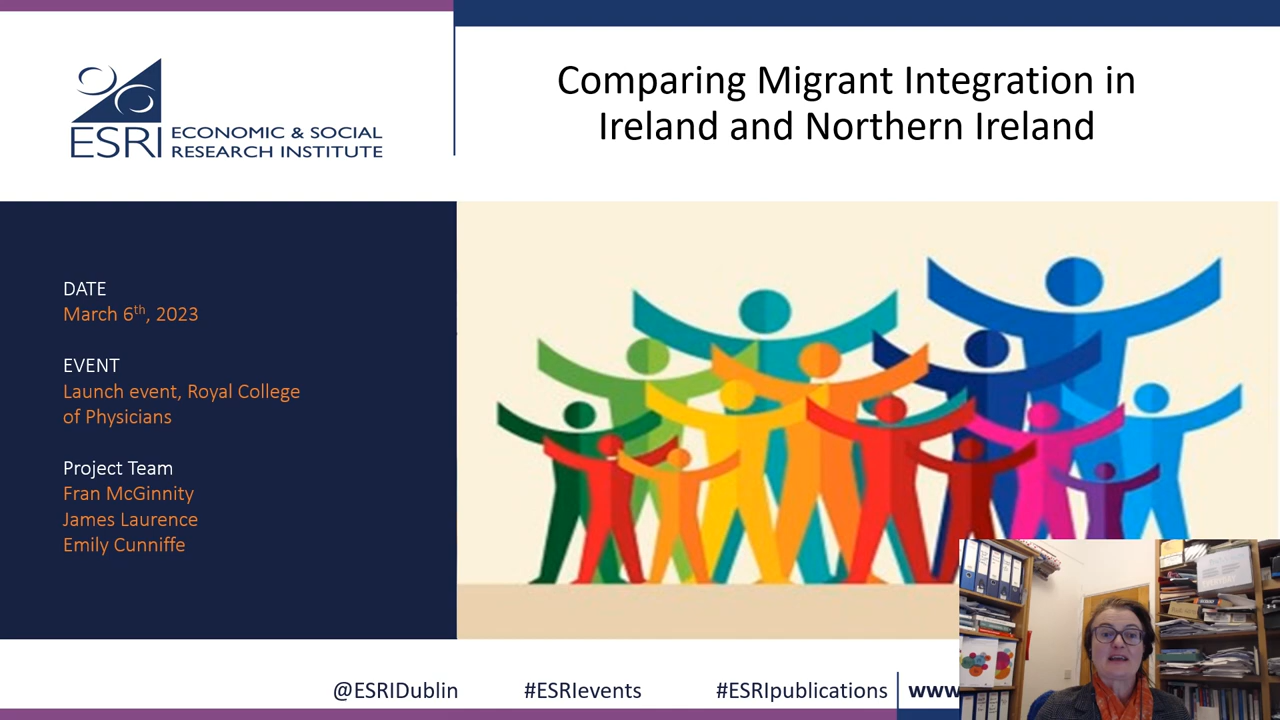 ESRI ECONOMIC & SOCIAL
RESEARCH INSTITUTE
Comparing Migrant Integration in
Ireland and Northern Ireland
DATE
March 6th, 2023
EVENT
Launch event, Royal College
of Physicians
Project Team
Fran McGinnity
James Laurence
Emily Cunniffe
@ESRIDublin #ESRIevents #ESRIpublications www